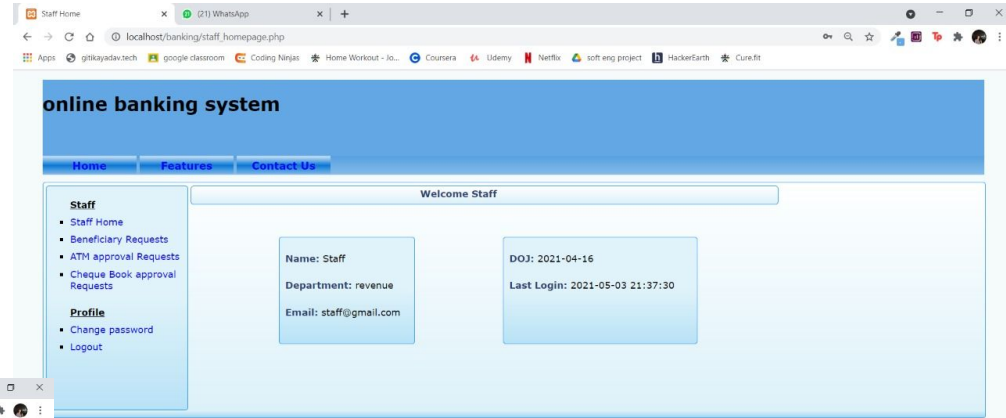 Staff Home
(21) WhatsApp
localhost/banking/staff_homepage.php
Apps gitikayadav.tech google classroom Coding Ninjas Home Workout - Jo... Coursera Udemy Netflix soft eng project HackerEarth Cure.fit
online banking system
Home Features Contact Us
Welcome Staff
Staff
Staff Home
Beneficiary Requests
ATM approval Requests
Cheque Book approval
Requests
Profile
Change password
Logout
Name: Staff
Department: revenue
Email: staff@gmail.com
DOJ: 2021-04-16
Last Login: 2021-05-03 21:37:30